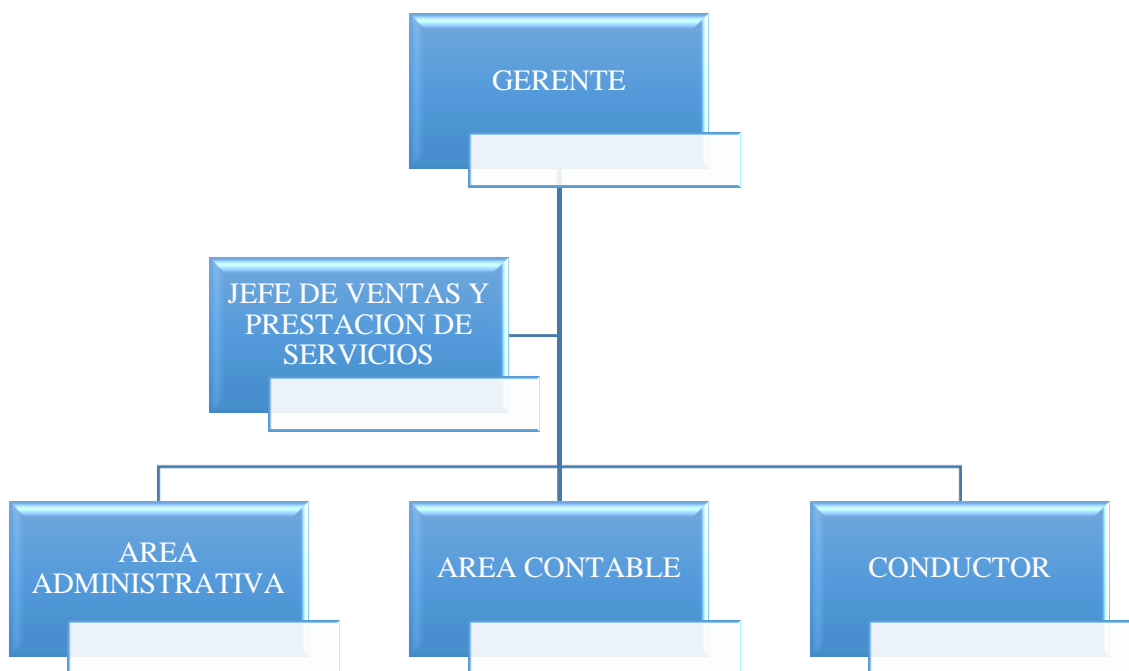 GERENTE
JEFE DE VENTAS Y
PRESTACION DE
SERVICIOS
AREA
ADMINISTRATIVA
AREA CONTABLE
CONDUCTOR